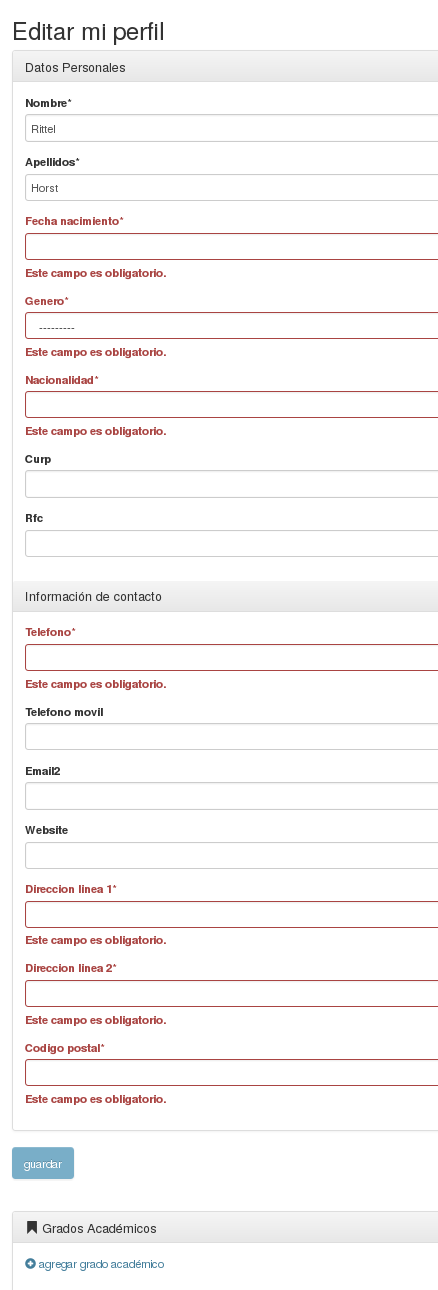 Editar mi perfil
Datos Personales
Nombre*
Rittel
Apellidos*
Horst
Fecha nacimiento*
Este campo es obligatorio.
Genero*
---------
Este campo es obligatorio.
Nacionalidad*
Este campo es obligatorio.
Curp
Rfc
Información de contacto
Telefono*
Este campo es obligatorio.
Telefono movil
Email2
Website
Direccion linea 1*
Este campo es obligatorio.
Direccion linea 2*
Este campo es obligatorio.
Codigo postal*
Este campo es obligatorio.
guardar
Grados Académicos
agregar grado académico